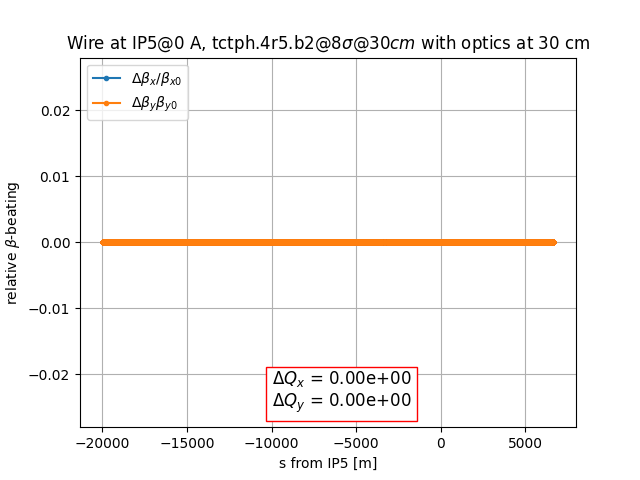 Wire at IP5@0 A, tctph.4r5.b2@8σ@30cm with optics at 30 cm
Δβx/βx0
Δβyβy0
0.02
0.01
0.00
−0.01
−0.02
relative β-beating
ΔQx = 0.00e+00
ΔQy = 0.00e+00
−20000 −15000 −10000 −5000 0 5000
s from IP5 [m]